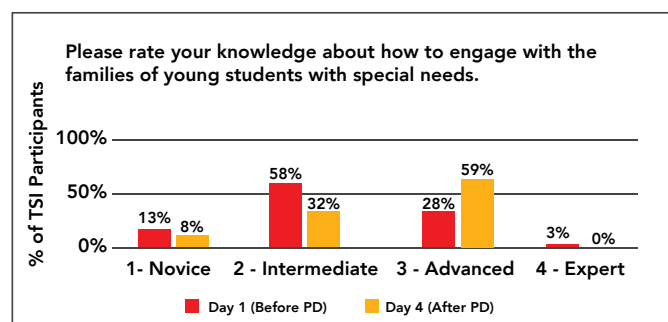 Please rate your knowledge about how to engage with the
families of young students with special needs.
% of TSI Participants
100%
50%
0%
13%
8%
58%
32%
28%
59%
3%
0%
1- Novice
2 - Intermediate
3 - Advanced
4 - Expert
Day 1 (Before PD)
Day 4 (After PD)